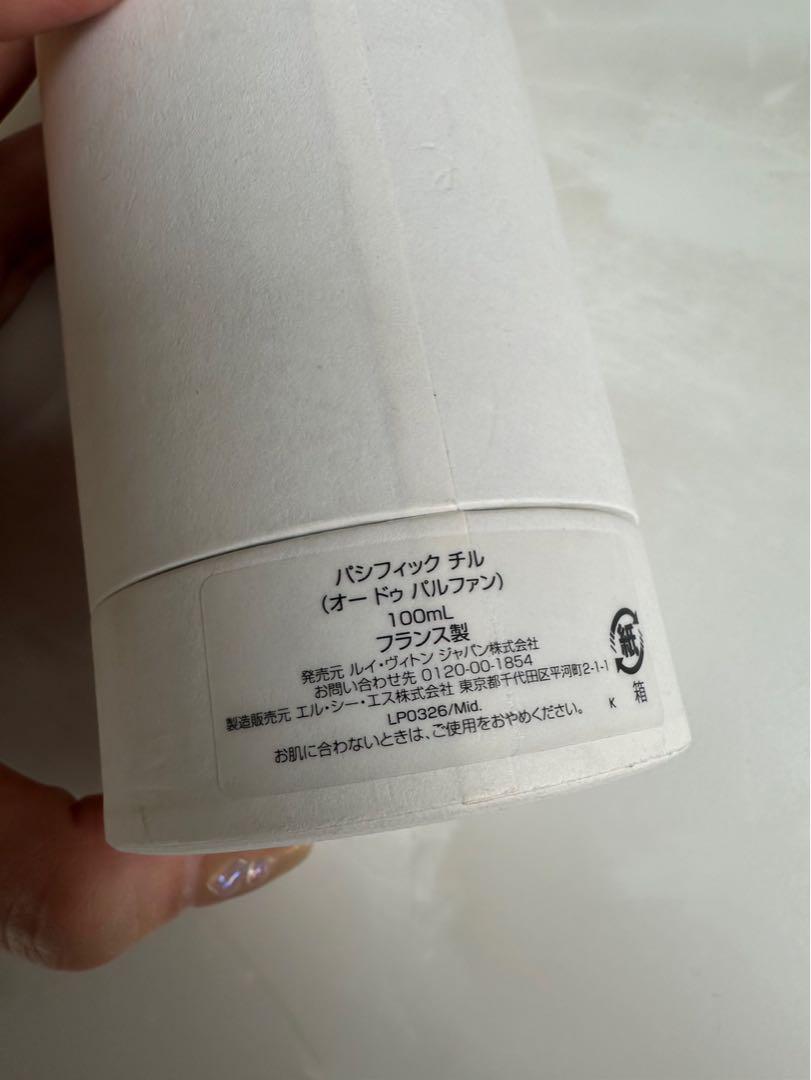 パシフィック チル
(オー ドゥ パルファン)
100mL
フランス製
発売元 ルイ・ヴィトン ジャパン株式会社
お問い合わせ先 0120-00-1854
製造販売元 エル・シー・エス株式会社 東京都千代田区平河町2-1-1
LP0326/Mid.
お肌に合わないときは、ご使用をおやめください。
紙
K 箱